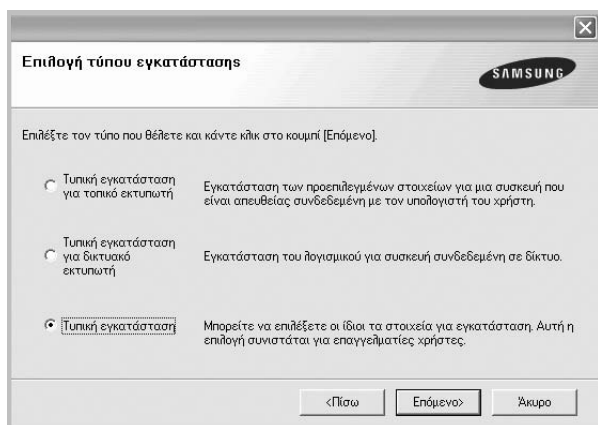 Επιλογή τύπου εγκατάστασης
SAMSUNG
Επιλέξτε τον τύπο που θέλετε και κάντε κλικ στο κουμπί [Επόμενο].
Τυπική εγκατάσταση
για τοπικό εκτυπωτή
Εγκατάσταση των προεπιλεγμένων στοιχείων για μια συσκευή που
είναι απευθείας συνδεδεμένη με τον υπολογιστή του χρήστη.
Τυπική εγκατάσταση
για δικτυακό
εκτυπωτή
Εγκατάσταση του λογισμικού για συσκευή συνδεδεμένη σε δίκτυο.
Τυπική εγκατάσταση
Μπορείτε να επιλέξετε οι ίδιοι τα στοιχεία για εγκατάσταση. Αυτή η
επιλογή συνιστάται για επαγγελματίες χρήστες.
<Πίσω
Επόμενο>
Άκυρο